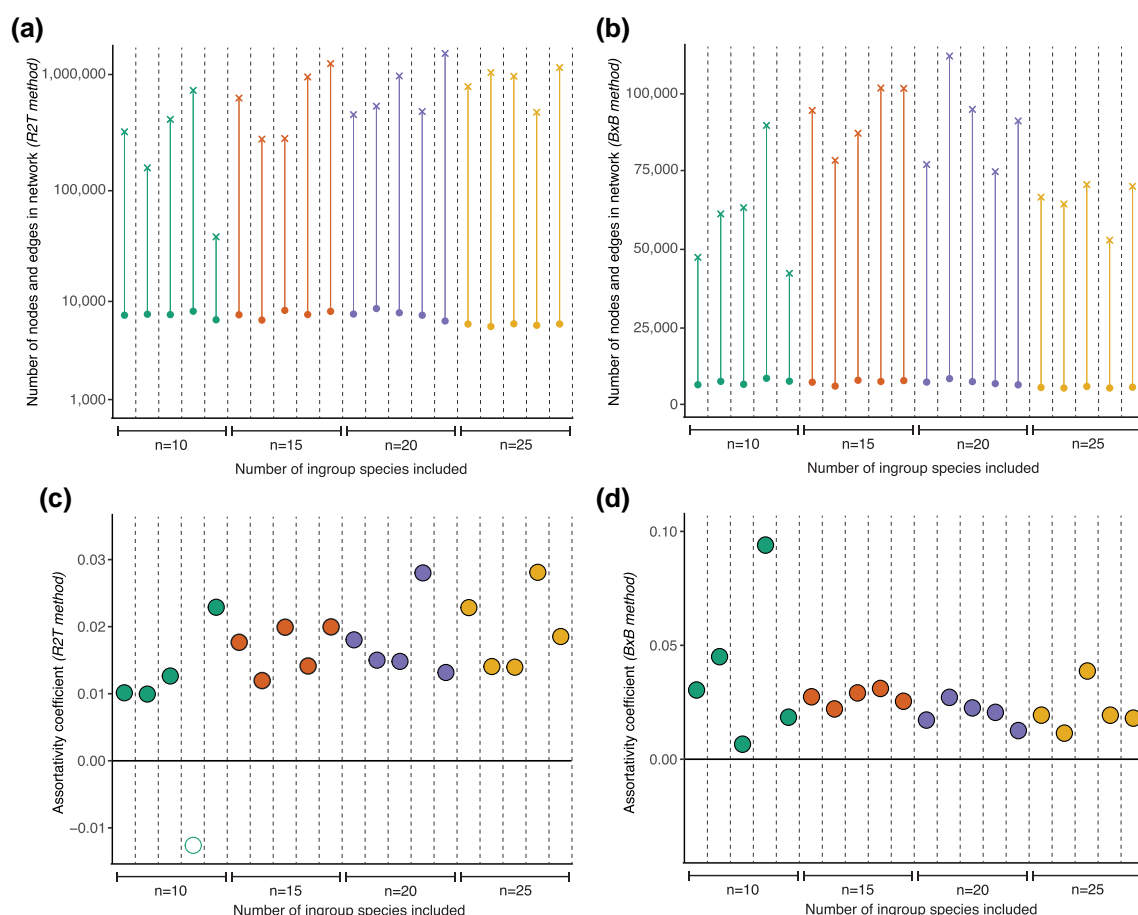 (a)
Number of nodes and edges in network (R2T method)
1,000,000
100,000
10,000
1,000
n=10
n=15
n=20
n=25
Number of ingroup species included
(b)
Number of nodes and edges in network (BxB method)
100,000
75,000
50,000
25,000
0
n=10
n=15
n=20
n=25
Number of ingroup species included
(c)
Assortativity coefficient (R2T method)
0.03
0.02
0.01
0.00
−0.01
n=10
n=15
n=20
n=25
Number of ingroup species included
(d)
Assortativity coefficient (BxB method)
0.10
0.05
0.00
n=10
n=15
n=20
n=25
Number of ingroup species included